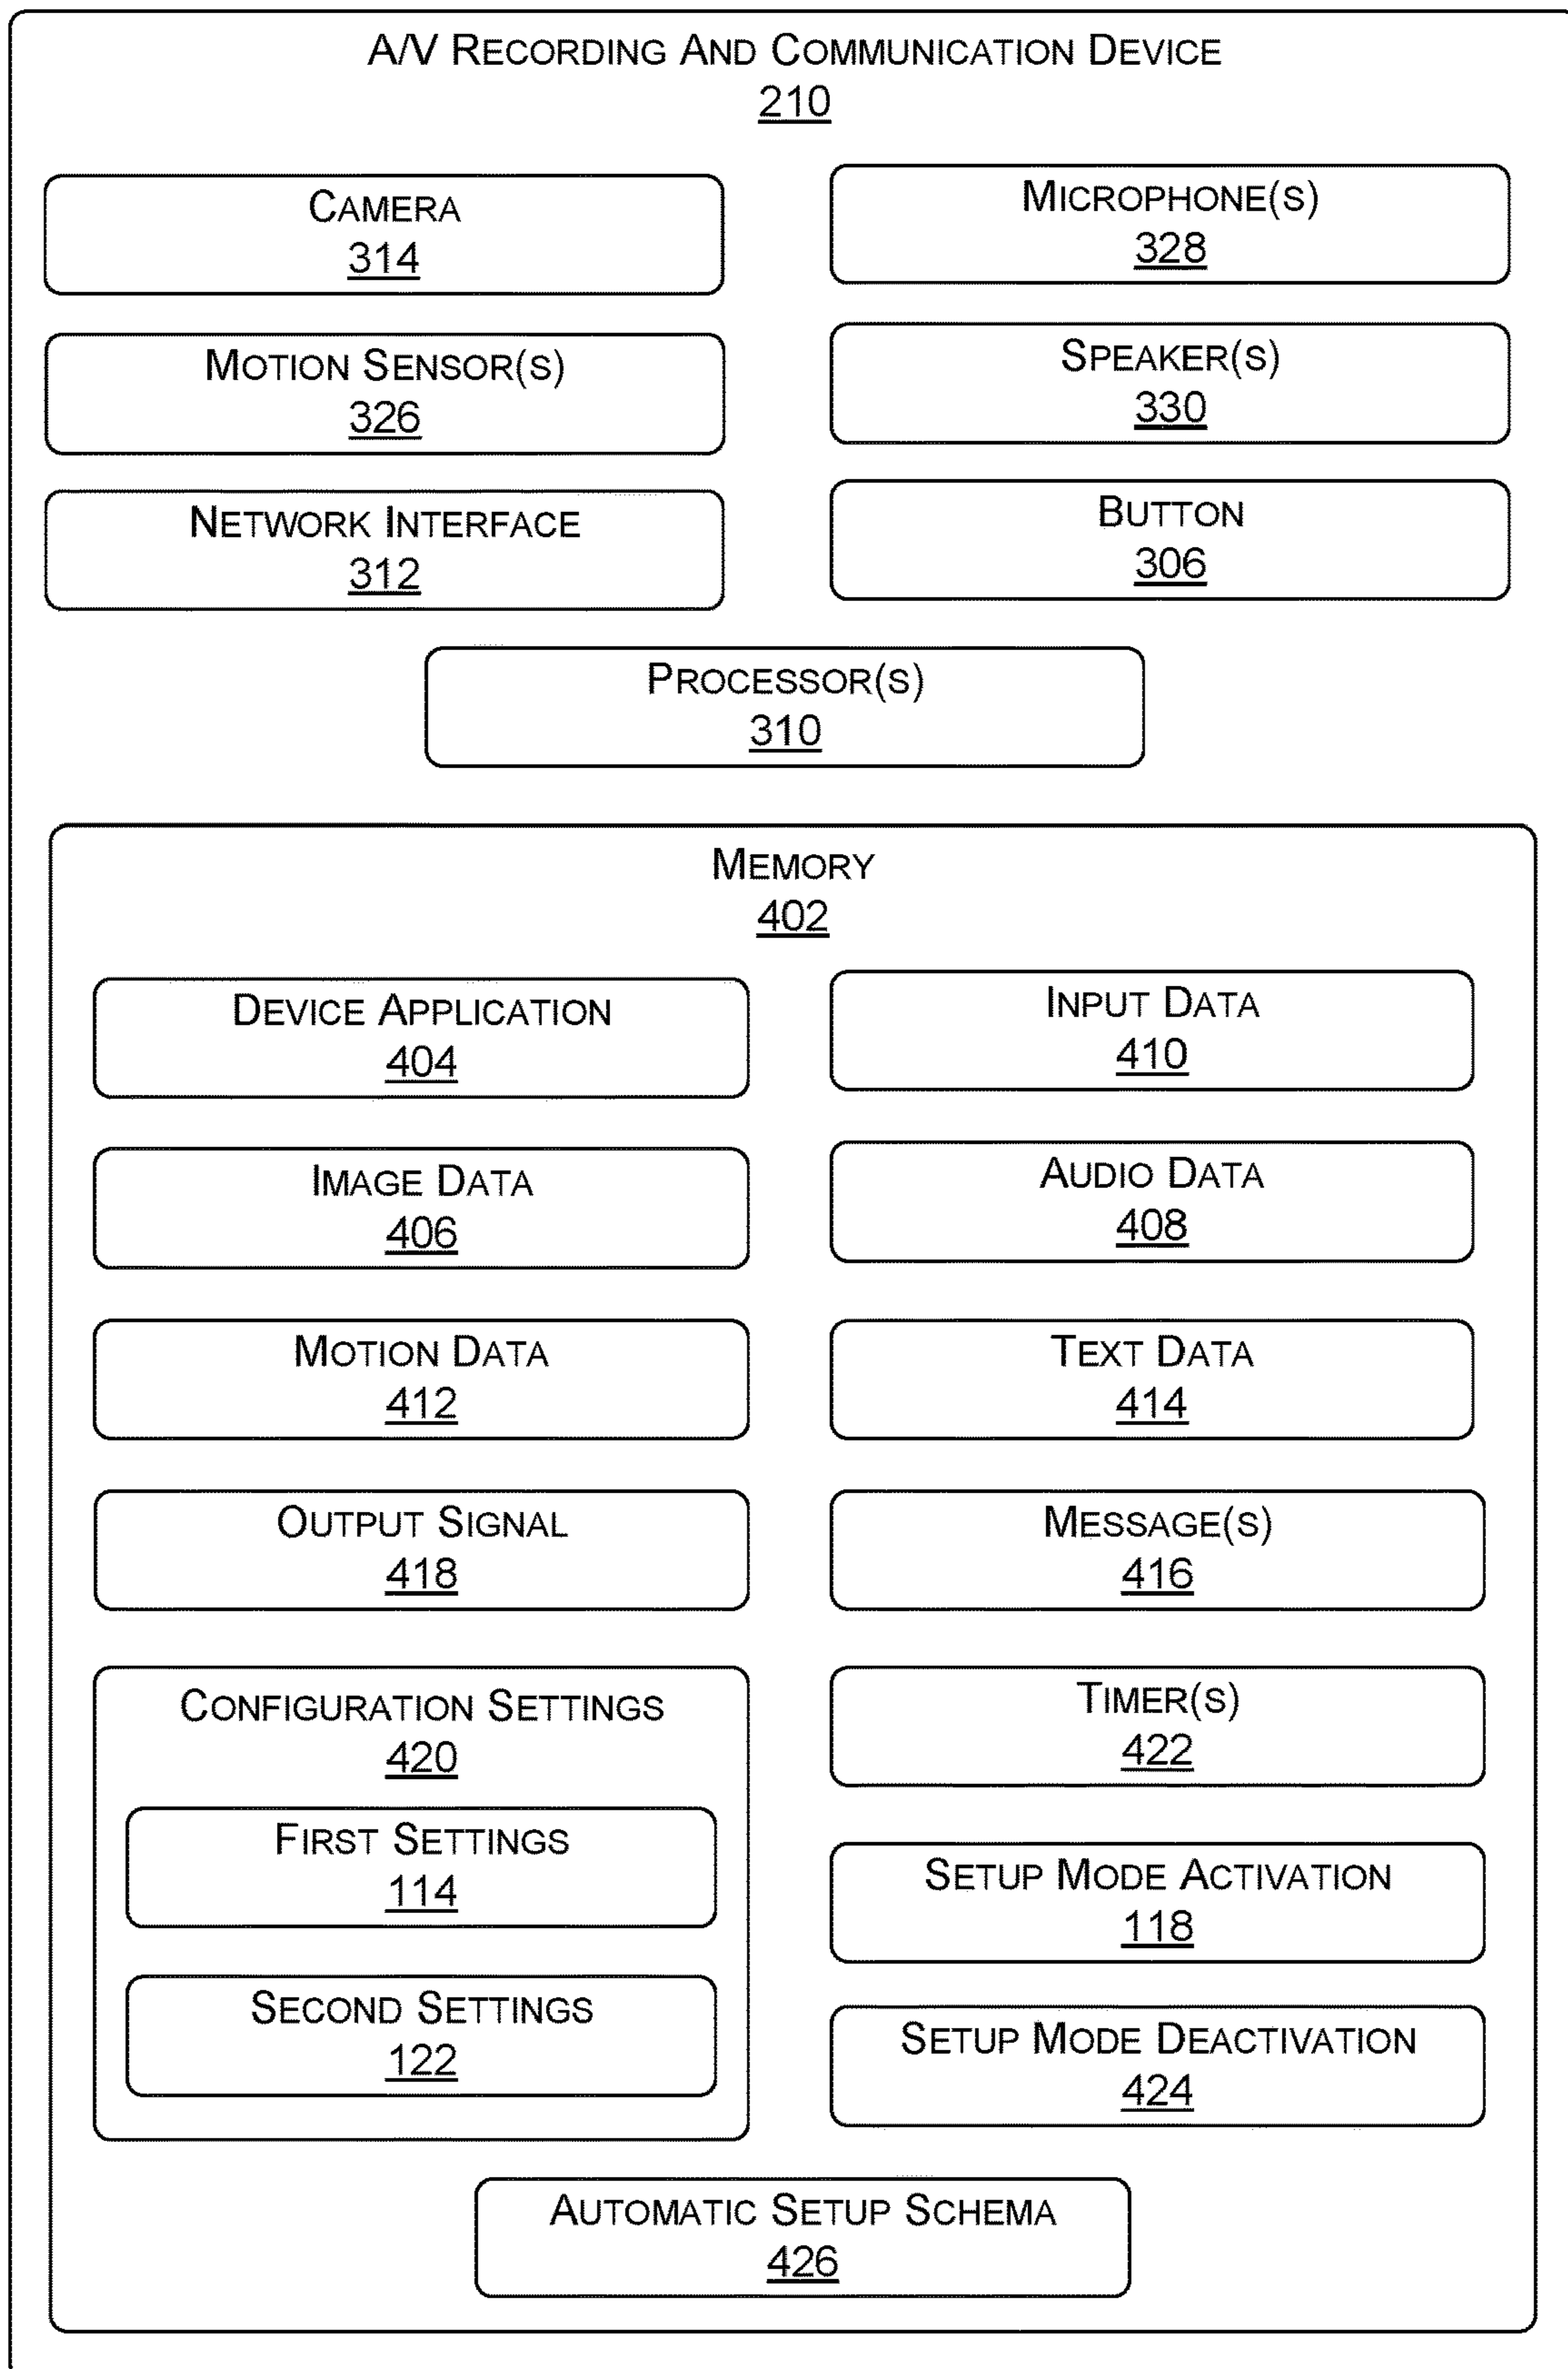 A/V RECORDING AND COMMUNICATION DEVICE
210
CAMERA
314
MICROPHONE(S)
328
MOTION SENSOR(S)
326
SPEAKER(S)
330
NETWORK INTERFACE
312
BUTTON
306
PROCESSOR(S)
310
MEMORY
402
DEVICE APPLICATION
404
INPUT DATA
410
IMAGE DATA
406
AUDIO DATA
408
MOTION DATA
412
TEXT DATA
414
OUTPUT SIGNAL
418
MESSAGE(S)
416
CONFIGURATION SETTINGS
420
FIRST SETTINGS
114
SECOND SETTINGS
122
TIMER(S)
422
SETUP MODE ACTIVATION
118
SETUP MODE DEACTIVATION
424
AUTOMATIC SETUP SCHEMA
426